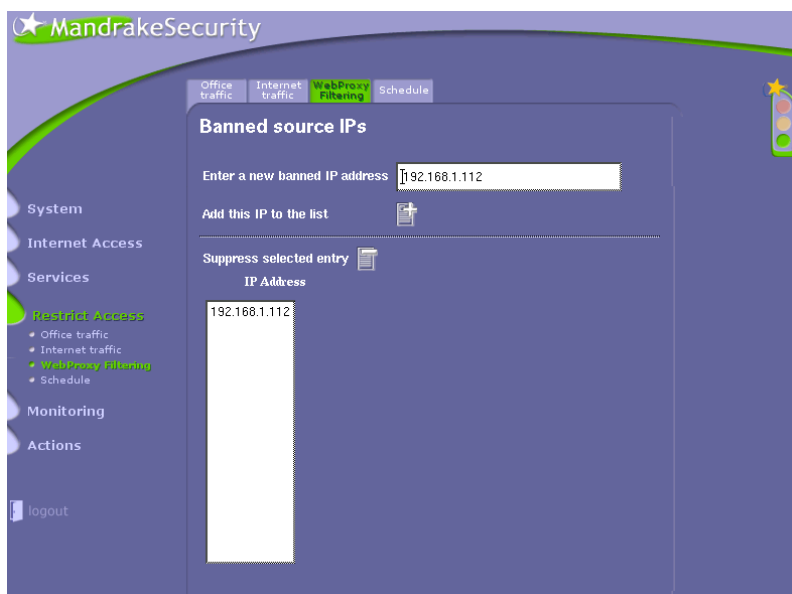 MandrakeSecurity
Office traffic
Internet traffic
WebProxy Filtering
Schedule
Banned source IPs
Enter a new banned IP address 192.168.1.112
Add this IP to the list
Suppress selected entry
IP Address
192.168.1.112
System
Internet Access
Services
Restrict Access
Office traffic
Internet traffic
WebProxy Filtering
Schedule
Monitoring
Actions
logout